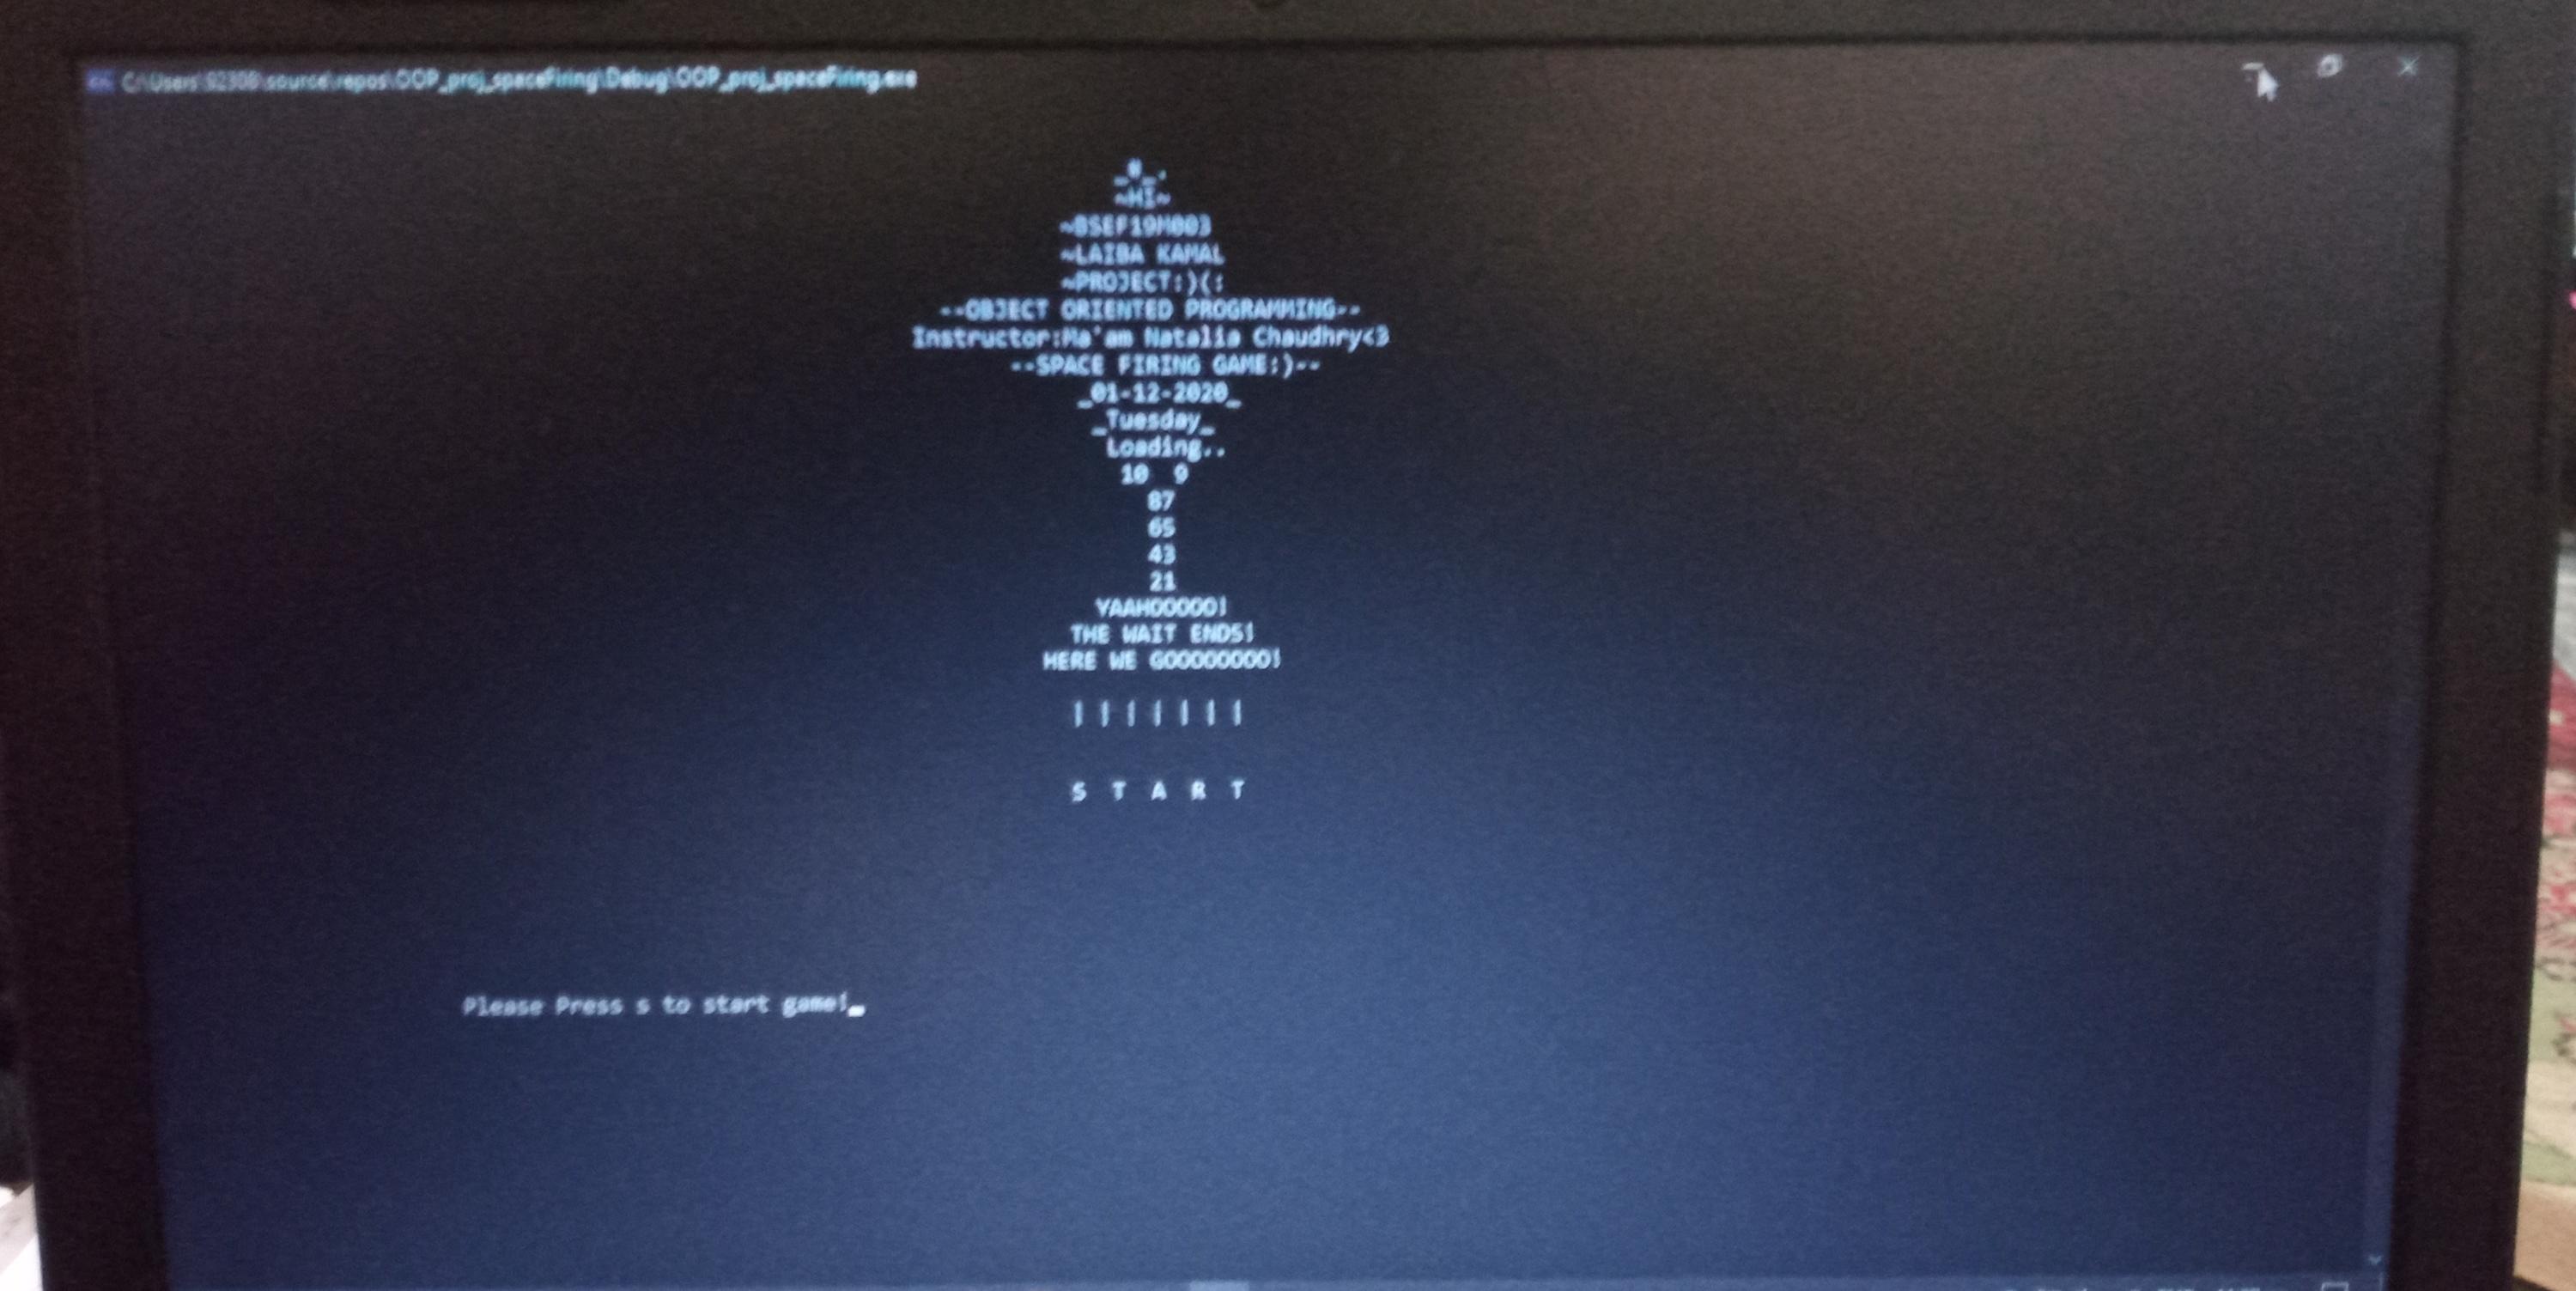 C:\Users\92308\source\repos\OOP_proj_spaceFiring\Debug\OOP_proj_spaceFiring.exe
~HI~
~BSEF19M003
~LAIBA KAMAL
~PROJECT:)(:
--OBJECT ORIENTED PROGRAMMING--
Instructor:Ma'am Natalia Chaudhry<3
--SPACE FIRING GAME:)--
_01-12-2020_
_Tuesday_
Loading..
10 9
87
65
43
21
YAAHOOOOO!
THE WAIT ENDS!
HERE WE GOOOOOOOO!
| | | | | | |
S T A R T
Please Press s to start game!